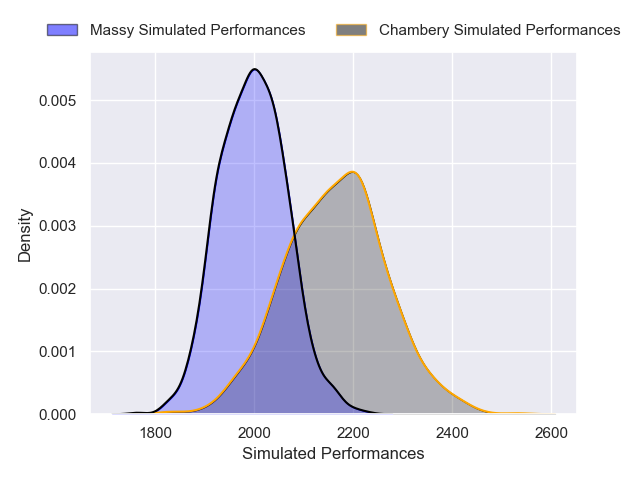 Massy Simulated Performances
Chambery Simulated Performances
0.005
0.004
0.003
0.002
0.001
0.000
Density
1800
2000
2200
2400
2600
Simulated Performances